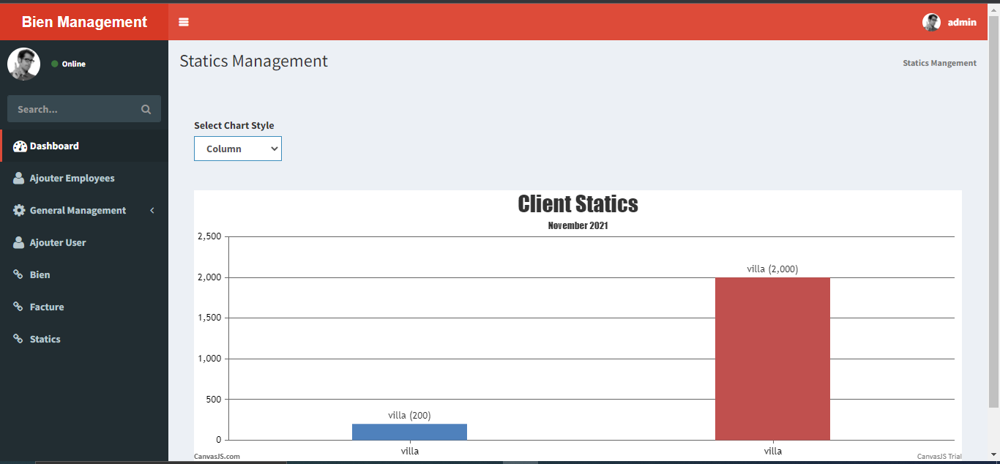 Bien Management
admin
Online
Statics Management
Statics Mangement
Search...
Dashboard
Ajouter Employees
General Management
Ajouter User
Bien
Facture
Statics
Select Chart Style
Column
Client Statics
November 2021
2,500
2,000
1,500
1,000
500
0
villa (200)
villa (2,000)
villa
villa
CanvasJS.com
CanvasJS Trial